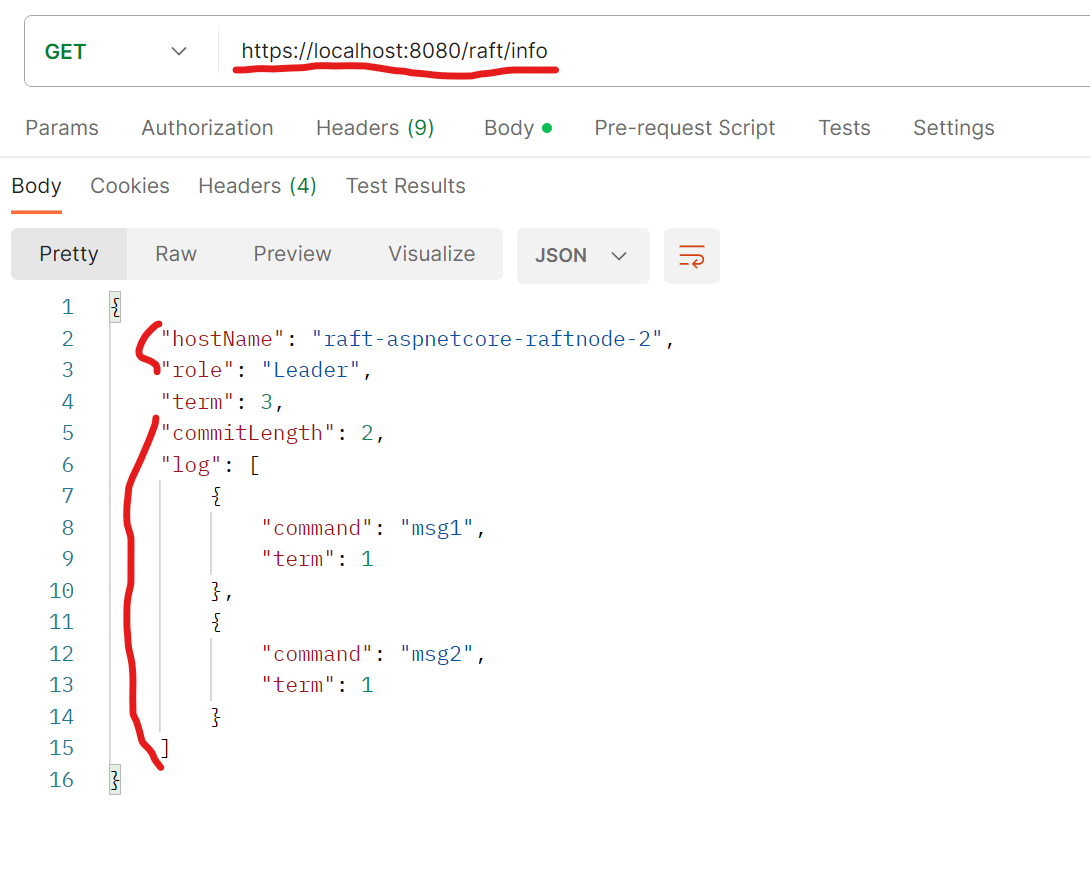 GET https://localhost:8080/raft/info
Params Authorization Headers (9) Body Pre-request Script Tests Settings
Body Cookies Headers (4) Test Results
Pretty Raw Preview Visualize JSON
1 {
2 "hostName": "raft-aspnetcore-raftnode-2",
3 "role": "Leader",
4 "term": 3,
5 "commitLength": 2,
6 "log": [
7 {
8 "command": "msg1",
9 "term": 1
10 },
11 {
12 "command": "msg2",
13 "term": 1
14 }
15 ]
16 }